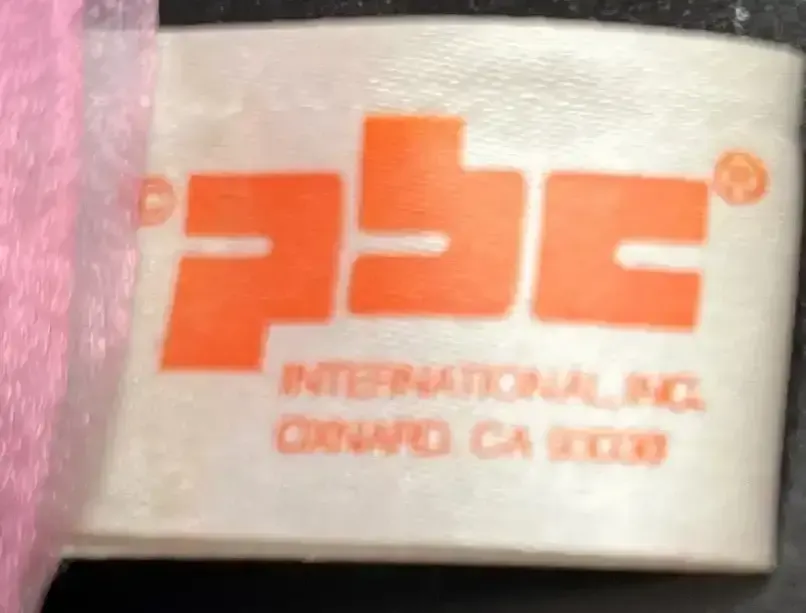 © pbc ®
INTERNATIONAL, INC.
OXNARD CA